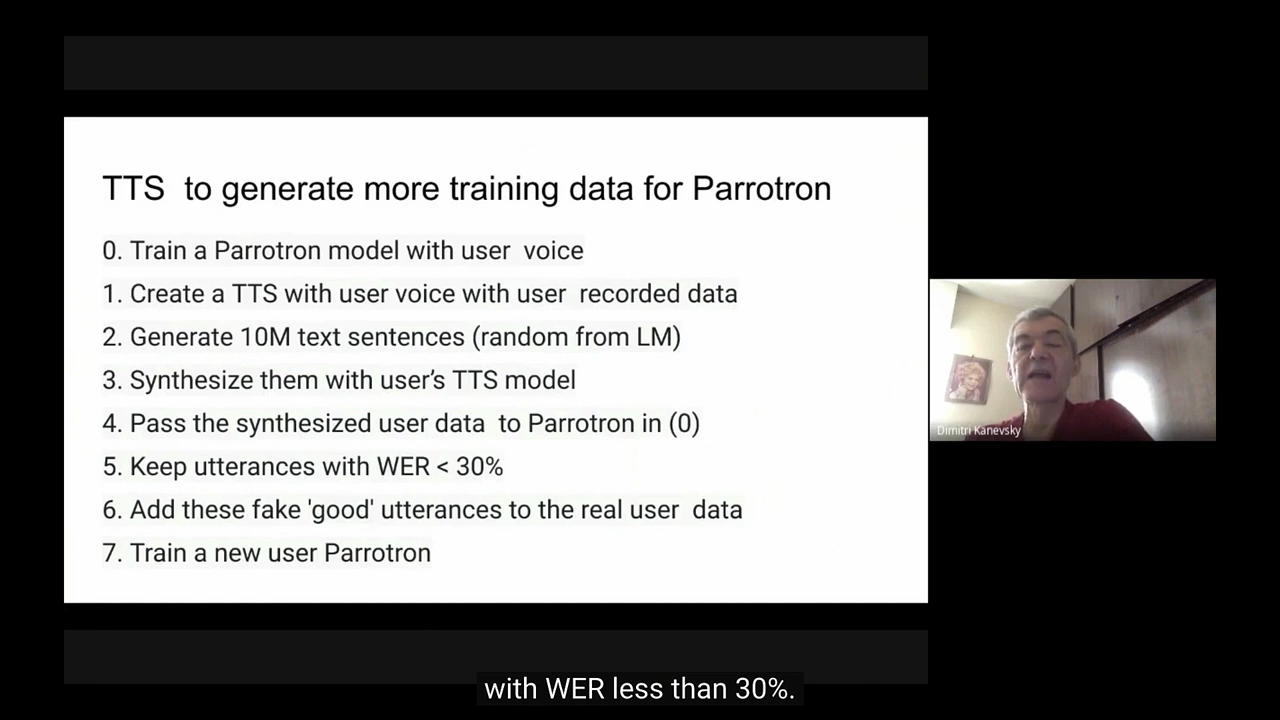 TTS  to generate more training data for Parrotron
0. Train a Parrotron model with user  voice
1. Create a TTS with user voice with user  recorded data
2. Generate 10M text sentences (random from LM)
3. Synthesize them with user’s TTS model
4. Pass the synthesized user data  to Parrotron in (0)
5. Keep utterances with WER < 30%
6. Add these fake 'good' utterances to the real user  data
7. Train a new user Parrotron
Dimitri Kanevsky
with WER less than 30%.